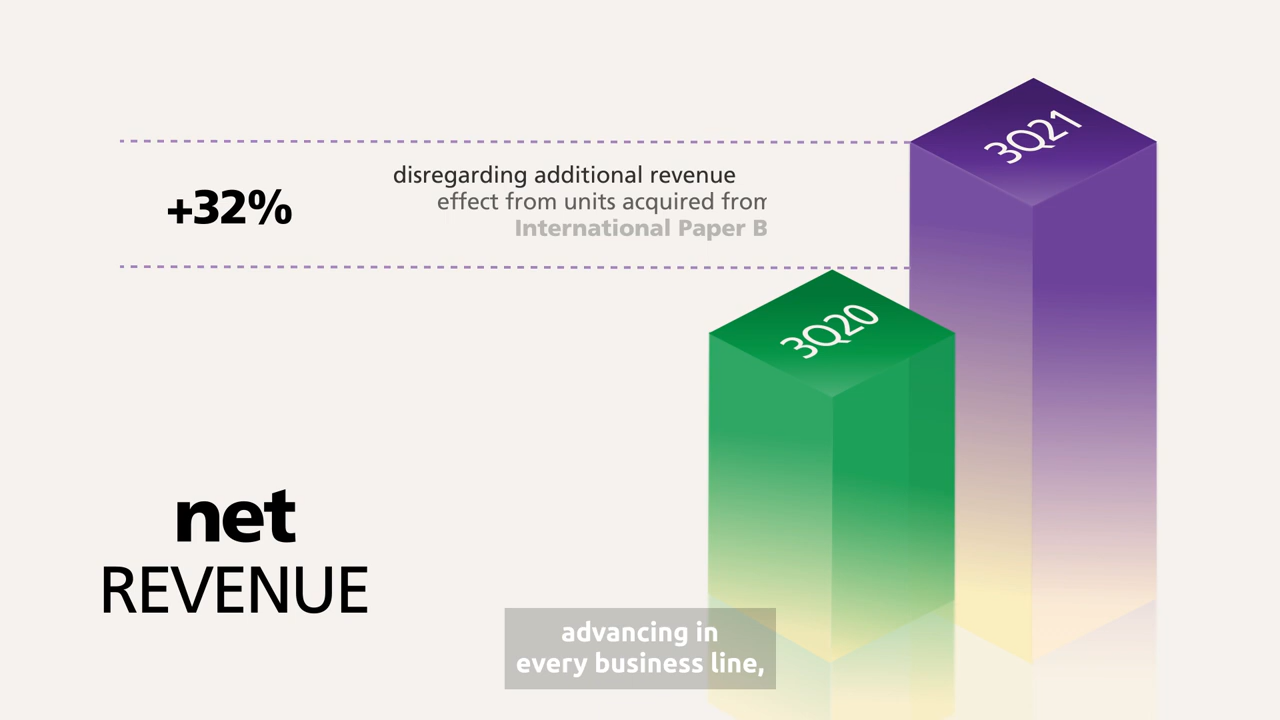 3Q21
+32%
disregarding additional revenue
effect from units acquired from
International Paper B
3Q20
net
REVENUE
advancing in
every business line,